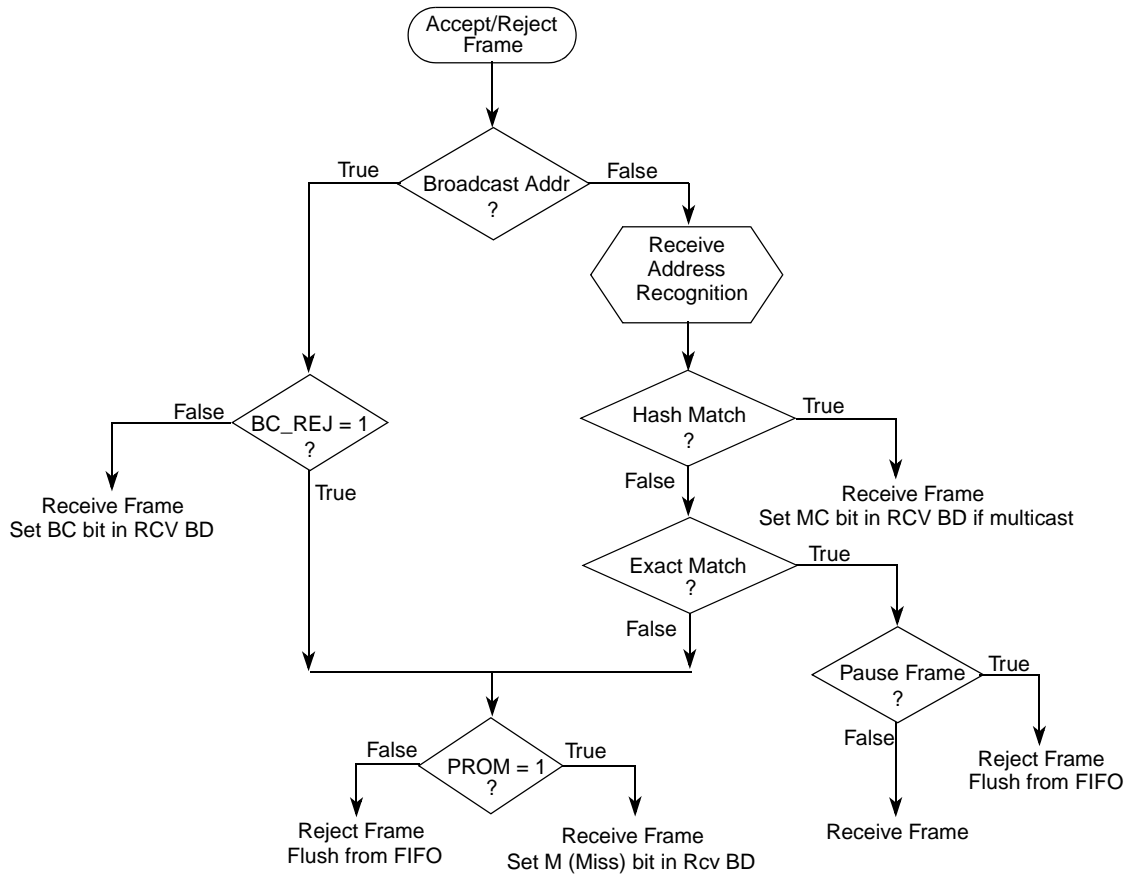 Accept/Reject
Frame
True
Broadcast Addr
?
False
Receive
Address
Recognition
False
BC_REJ = 1
?
True
Receive Frame
Set BC bit in RCV BD
Hash Match
?
True
False
Receive Frame
Set MC bit in RCV BD if multicast
Exact Match
?
True
False
Pause Frame
?
True
False
Reject Frame
Flush from FIFO
Receive Frame
False
PROM = 1
?
True
Reject Frame
Flush from FIFO
Receive Frame
Set M (Miss) bit in Rcv BD